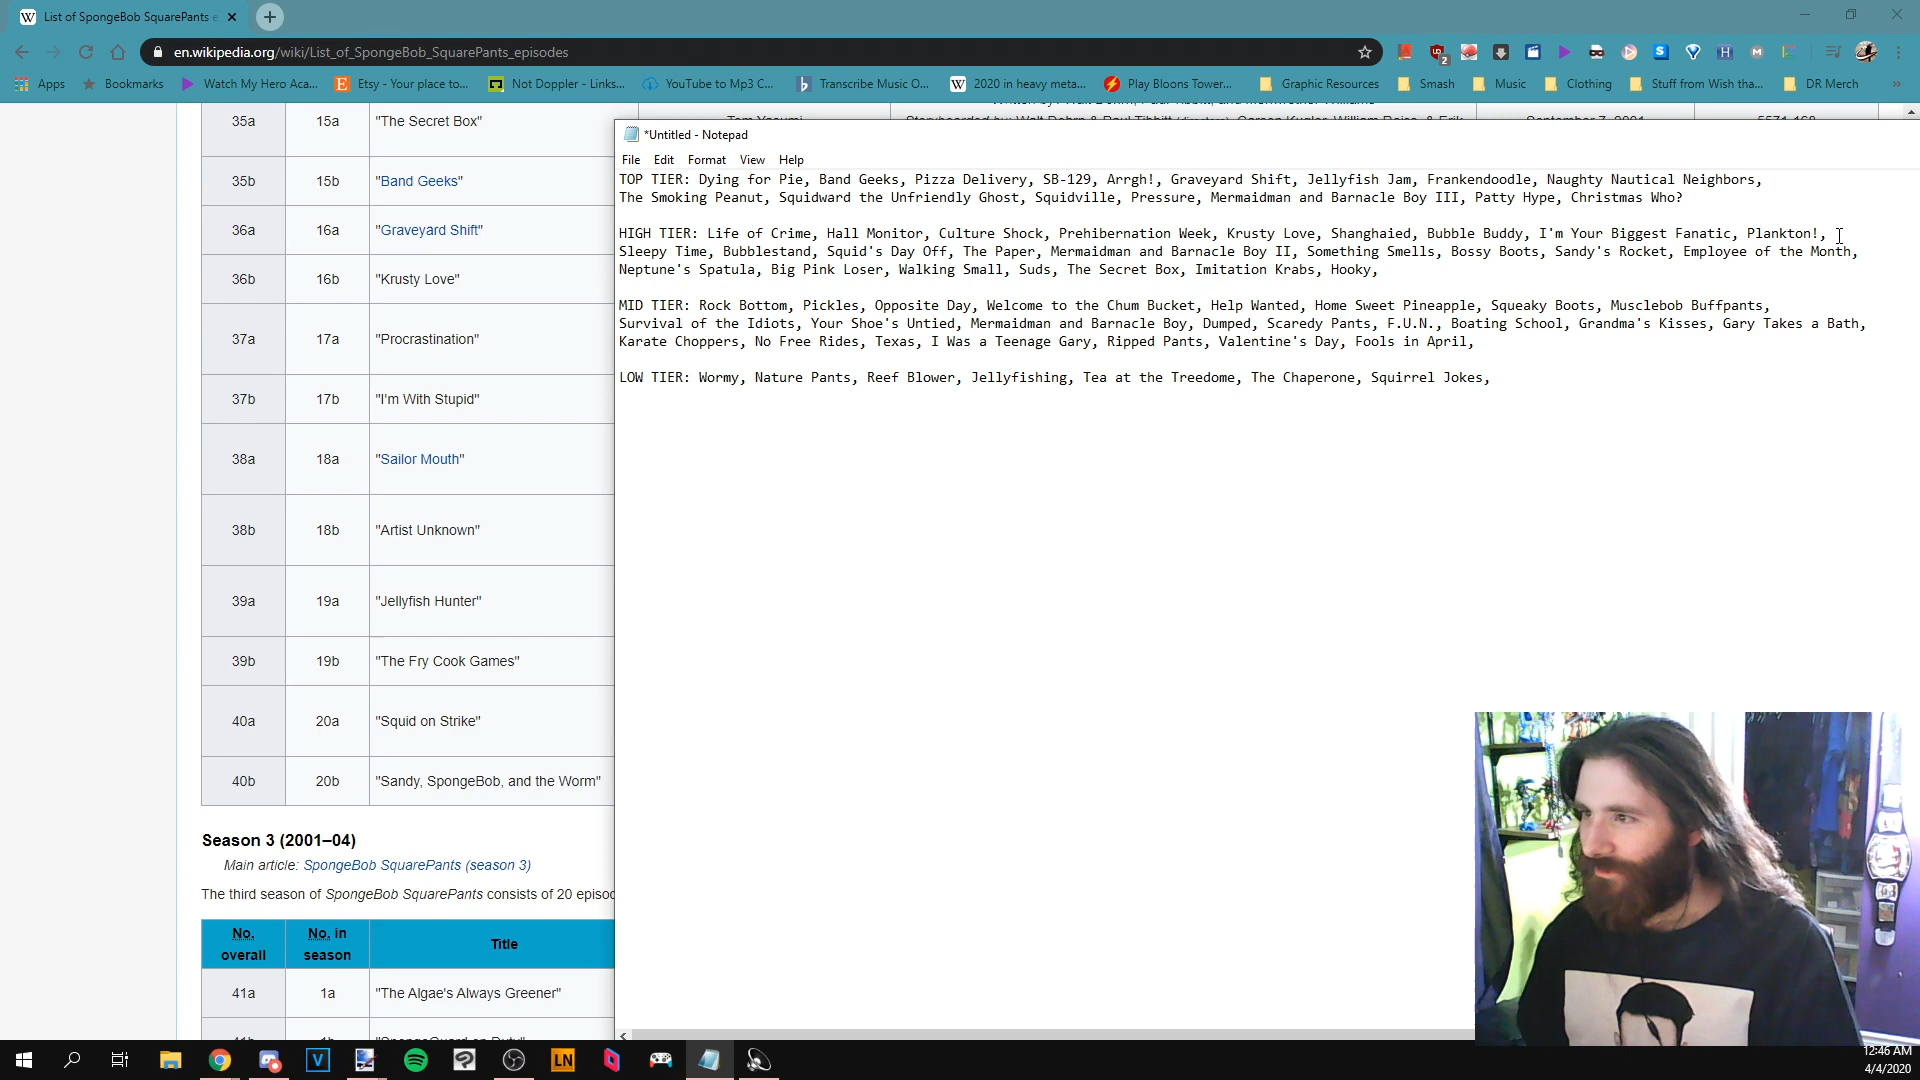 List of SpongeBob SquarePants e
en.wikipedia.org/wiki/List_of_SpongeBob_SquarePants_episodes
Apps Bookmarks Watch My Hero Aca... Etsy - Your place to... Not Doppler - Links... YouTube to Mp3 C... Transcribe Music O... 2020 in heavy meta... Play Bloons Tower... Graphic Resources Smash Music Clothing Stuff from Wish tha... DR Merch
35a 15a "The Secret Box"
35b 15b "Band Geeks"
36a 16a "Graveyard Shift"
36b 16b "Krusty Love"
37a 17a "Procrastination"
37b 17b "I'm With Stupid"
38a 18a "Sailor Mouth"
38b 18b "Artist Unknown"
39a 19a "Jellyfish Hunter"
39b 19b "The Fry Cook Games"
40a 20a "Squid on Strike"
40b 20b "Sandy, SpongeBob, and the Worm"
Season 3 (2001–04)
Main article: SpongeBob SquarePants (season 3)
The third season of SpongeBob SquarePants consists of 20 episo
No. overall No. in season Title
41a 1a "The Algae's Always Greener"
*Untitled - Notepad
File Edit Format View Help
TOP TIER: Dying for Pie, Band Geeks, Pizza Delivery, SB-129, Arrgh!, Graveyard Shift, Jellyfish Jam, Frankendoodle, Naughty Nautical Neighbors,
The Smoking Peanut, Squidward the Unfriendly Ghost, Squidville, Pressure, Mermaidman and Barnacle Boy III, Patty Hype, Christmas Who?
HIGH TIER: Life of Crime, Hall Monitor, Culture Shock, Prehibernation Week, Krusty Love, Shanghaied, Bubble Buddy, I'm Your Biggest Fanatic, Plankton!,
Sleepy Time, Bubblestand, Squid's Day Off, The Paper, Mermaidman and Barnacle Boy II, Something Smells, Bossy Boots, Sandy's Rocket, Employee of the Month,
Neptune's Spatula, Big Pink Loser, Walking Small, Suds, The Secret Box, Imitation Krabs, Hooky,
MID TIER: Rock Bottom, Pickles, Opposite Day, Welcome to the Chum Bucket, Help Wanted, Home Sweet Pineapple, Squeaky Boots, Musclebob Buffpants,
Survival of the Idiots, Your Shoe's Untied, Mermaidman and Barnacle Boy, Dumped, Scaredy Pants, F.U.N., Boating School, Grandma's Kisses, Gary Takes a Bath,
Karate Choppers, No Free Rides, Texas, I Was a Teenage Gary, Ripped Pants, Valentine's Day, Fools in April,
LOW TIER: Wormy, Nature Pants, Reef Blower, Jellyfishing, Tea at the Treedome, The Chaperone, Squirrel Jokes,
12:46 AM
4/4/2020